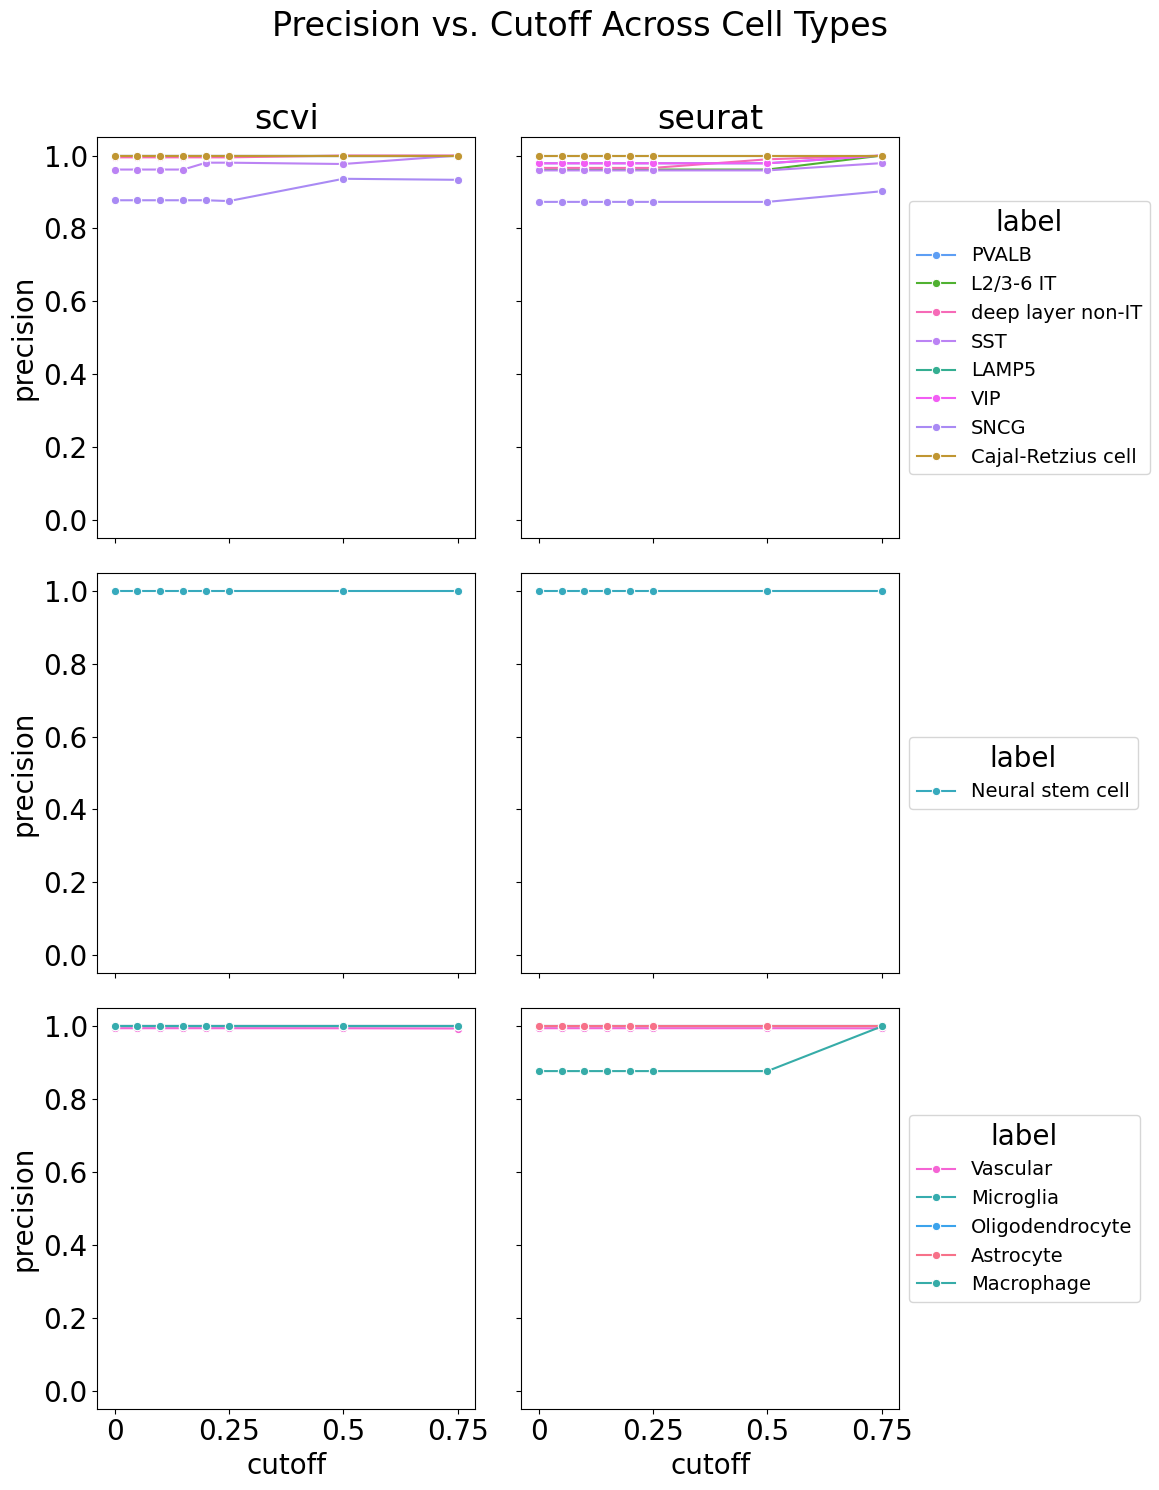 Precision vs. Cutoff Across Cell Types
scvi
seurat
1.0
0.8
0.6
0.4
0.2
0.0
precision
label
PVALB
L2/3-6 IT
deep layer non-IT
SST
LAMP5
VIP
SNCG
Cajal-Retzius cell
1.0
0.8
0.6
0.4
0.2
0.0
precision
label
Neural stem cell
1.0
0.8
0.6
0.4
0.2
0.0
precision
label
Vascular
Microglia
Oligodendrocyte
Astrocyte
Macrophage
0 0.25 0.5 0.75
cutoff
0 0.25 0.5 0.75
cutoff